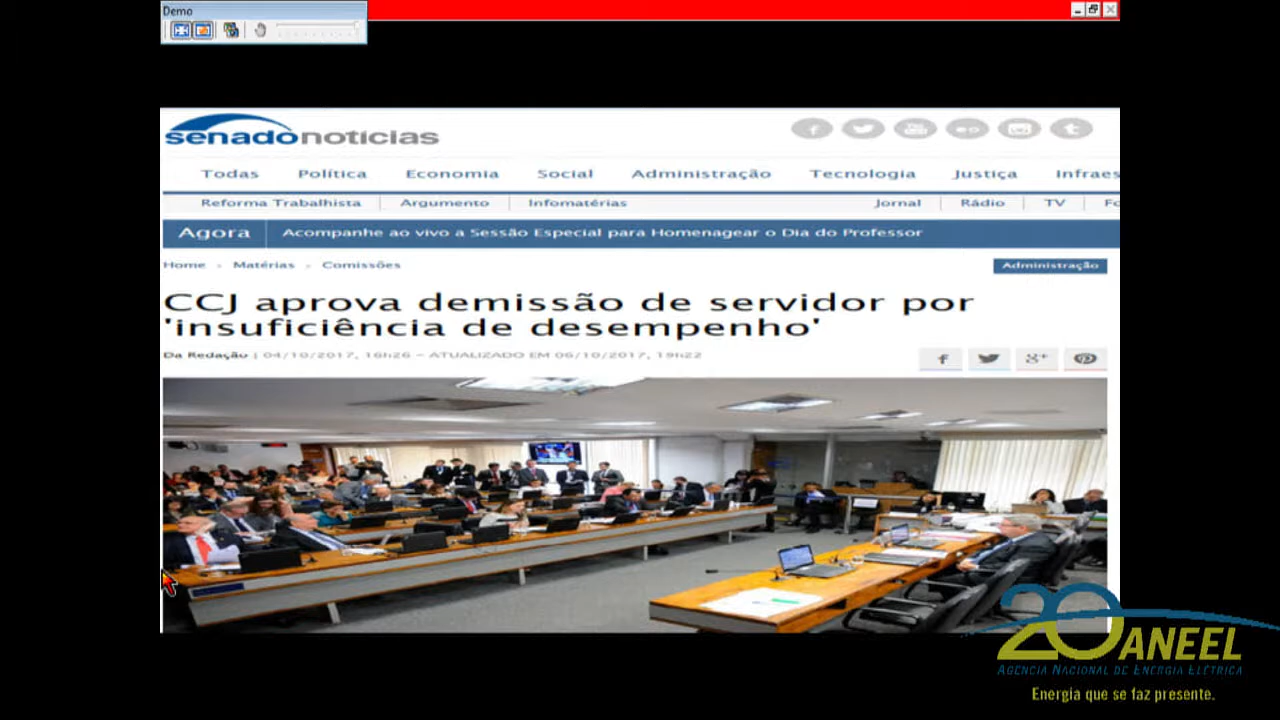 Demo
senadonotícias
Todas Política Economia Social Administração Tecnologia Justiça Infraes
Reforma Trabalhista Argumento Infomatérias Jornal Rádio TV Fo
Agora Acompanhe ao vivo a Sessão Especial para Homenagear o Dia do Professor
Home Matérias Comissões Administração
CCJ aprova demissão de servidor por
'insuficiência de desempenho'
Da Redação | 04/10/2017, 16h26 - ATUALIZADO EM 06/10/2017, 19h22
20 ANEEL
AGÊNCIA NACIONAL DE ENERGIA ELÉTRICA
Energia que se faz presente.